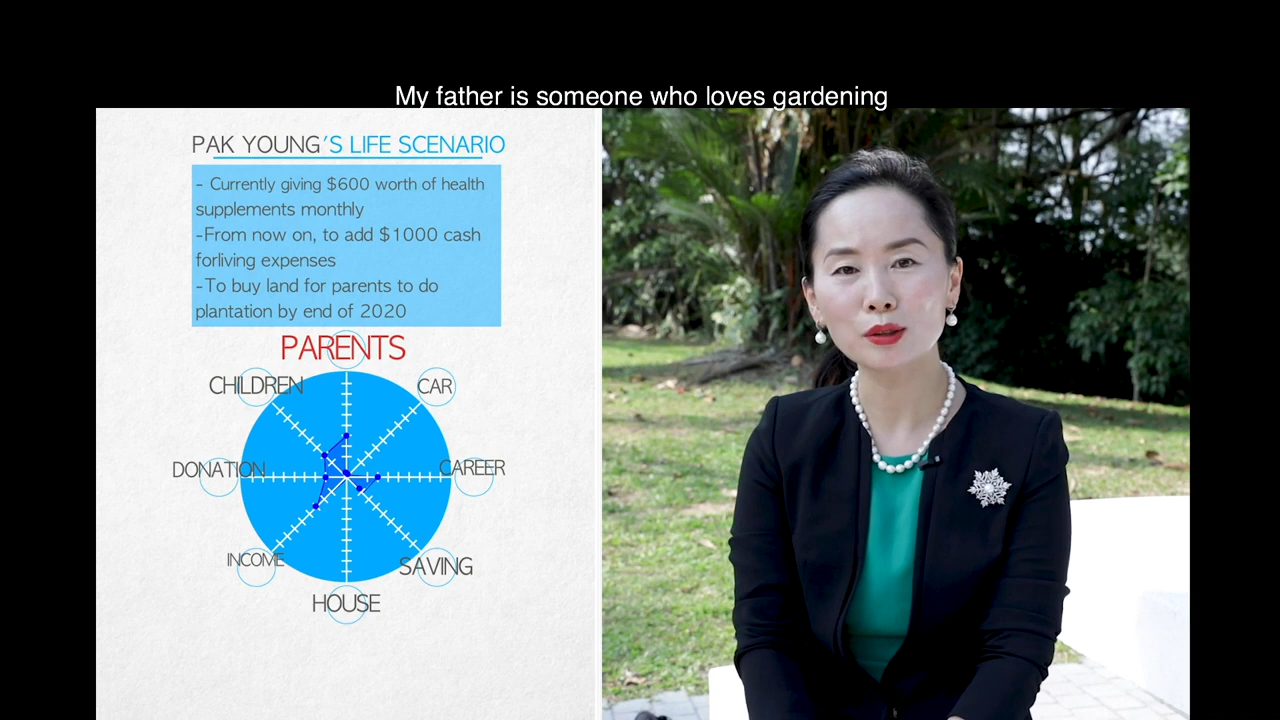 My father is someone who loves gardening
PAK YOUNG'S LIFE SCENARIO
- Currently giving $600 worth of health
supplements monthly
-From now on, to add $1000 cash
forliving expenses
-To buy land for parents to do
plantation by end of 2020
PARENTS
CHILDREN
CAR
DONATION
CAREER
INCOME
SAVING
HOUSE